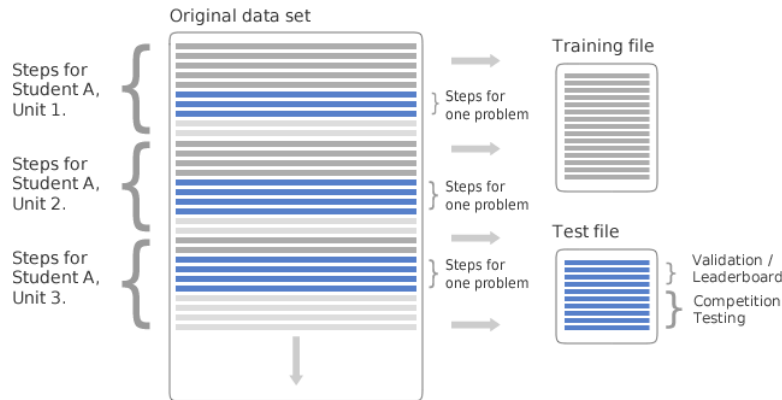 Original data set
Steps for
Student A,
Unit 1.
Steps for
one problem
Steps for
Student A,
Unit 2.
Steps for
one problem
Steps for
Student A,
Unit 3.
Steps for
one problem
Training file
Test file
Validation /
Leaderboard
Competition
Testing